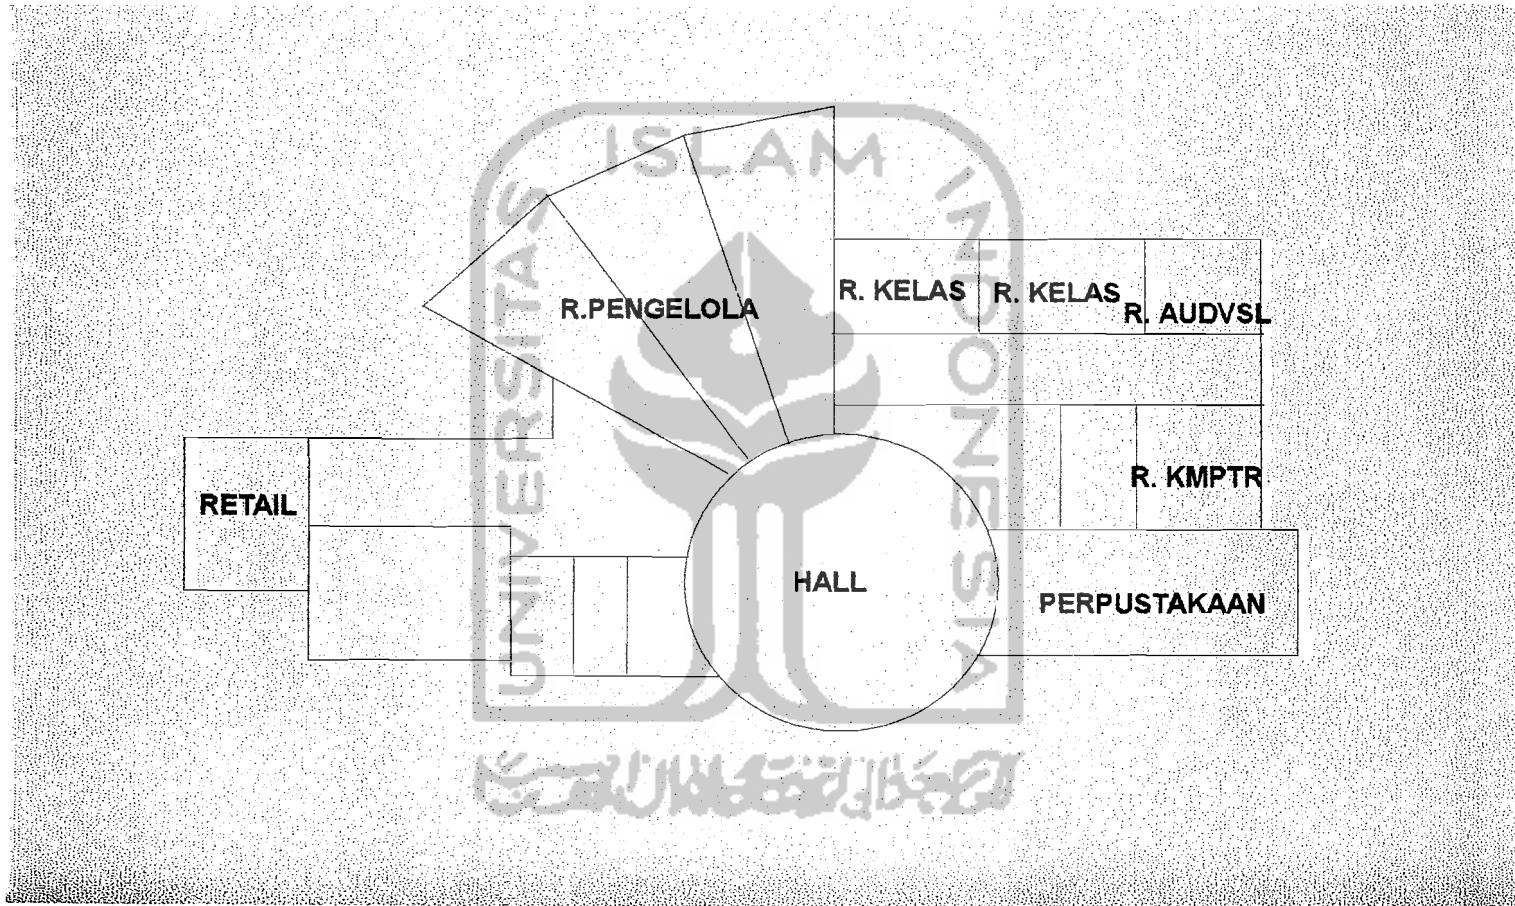 ISLAM
UNIVERSITAS
INDONESIA
R.PENGELOLA
R. KELAS
R. KELAS
R. AUDVSL
RETAIL
R. KMPTR
HALL
PERPUSTAKAAN